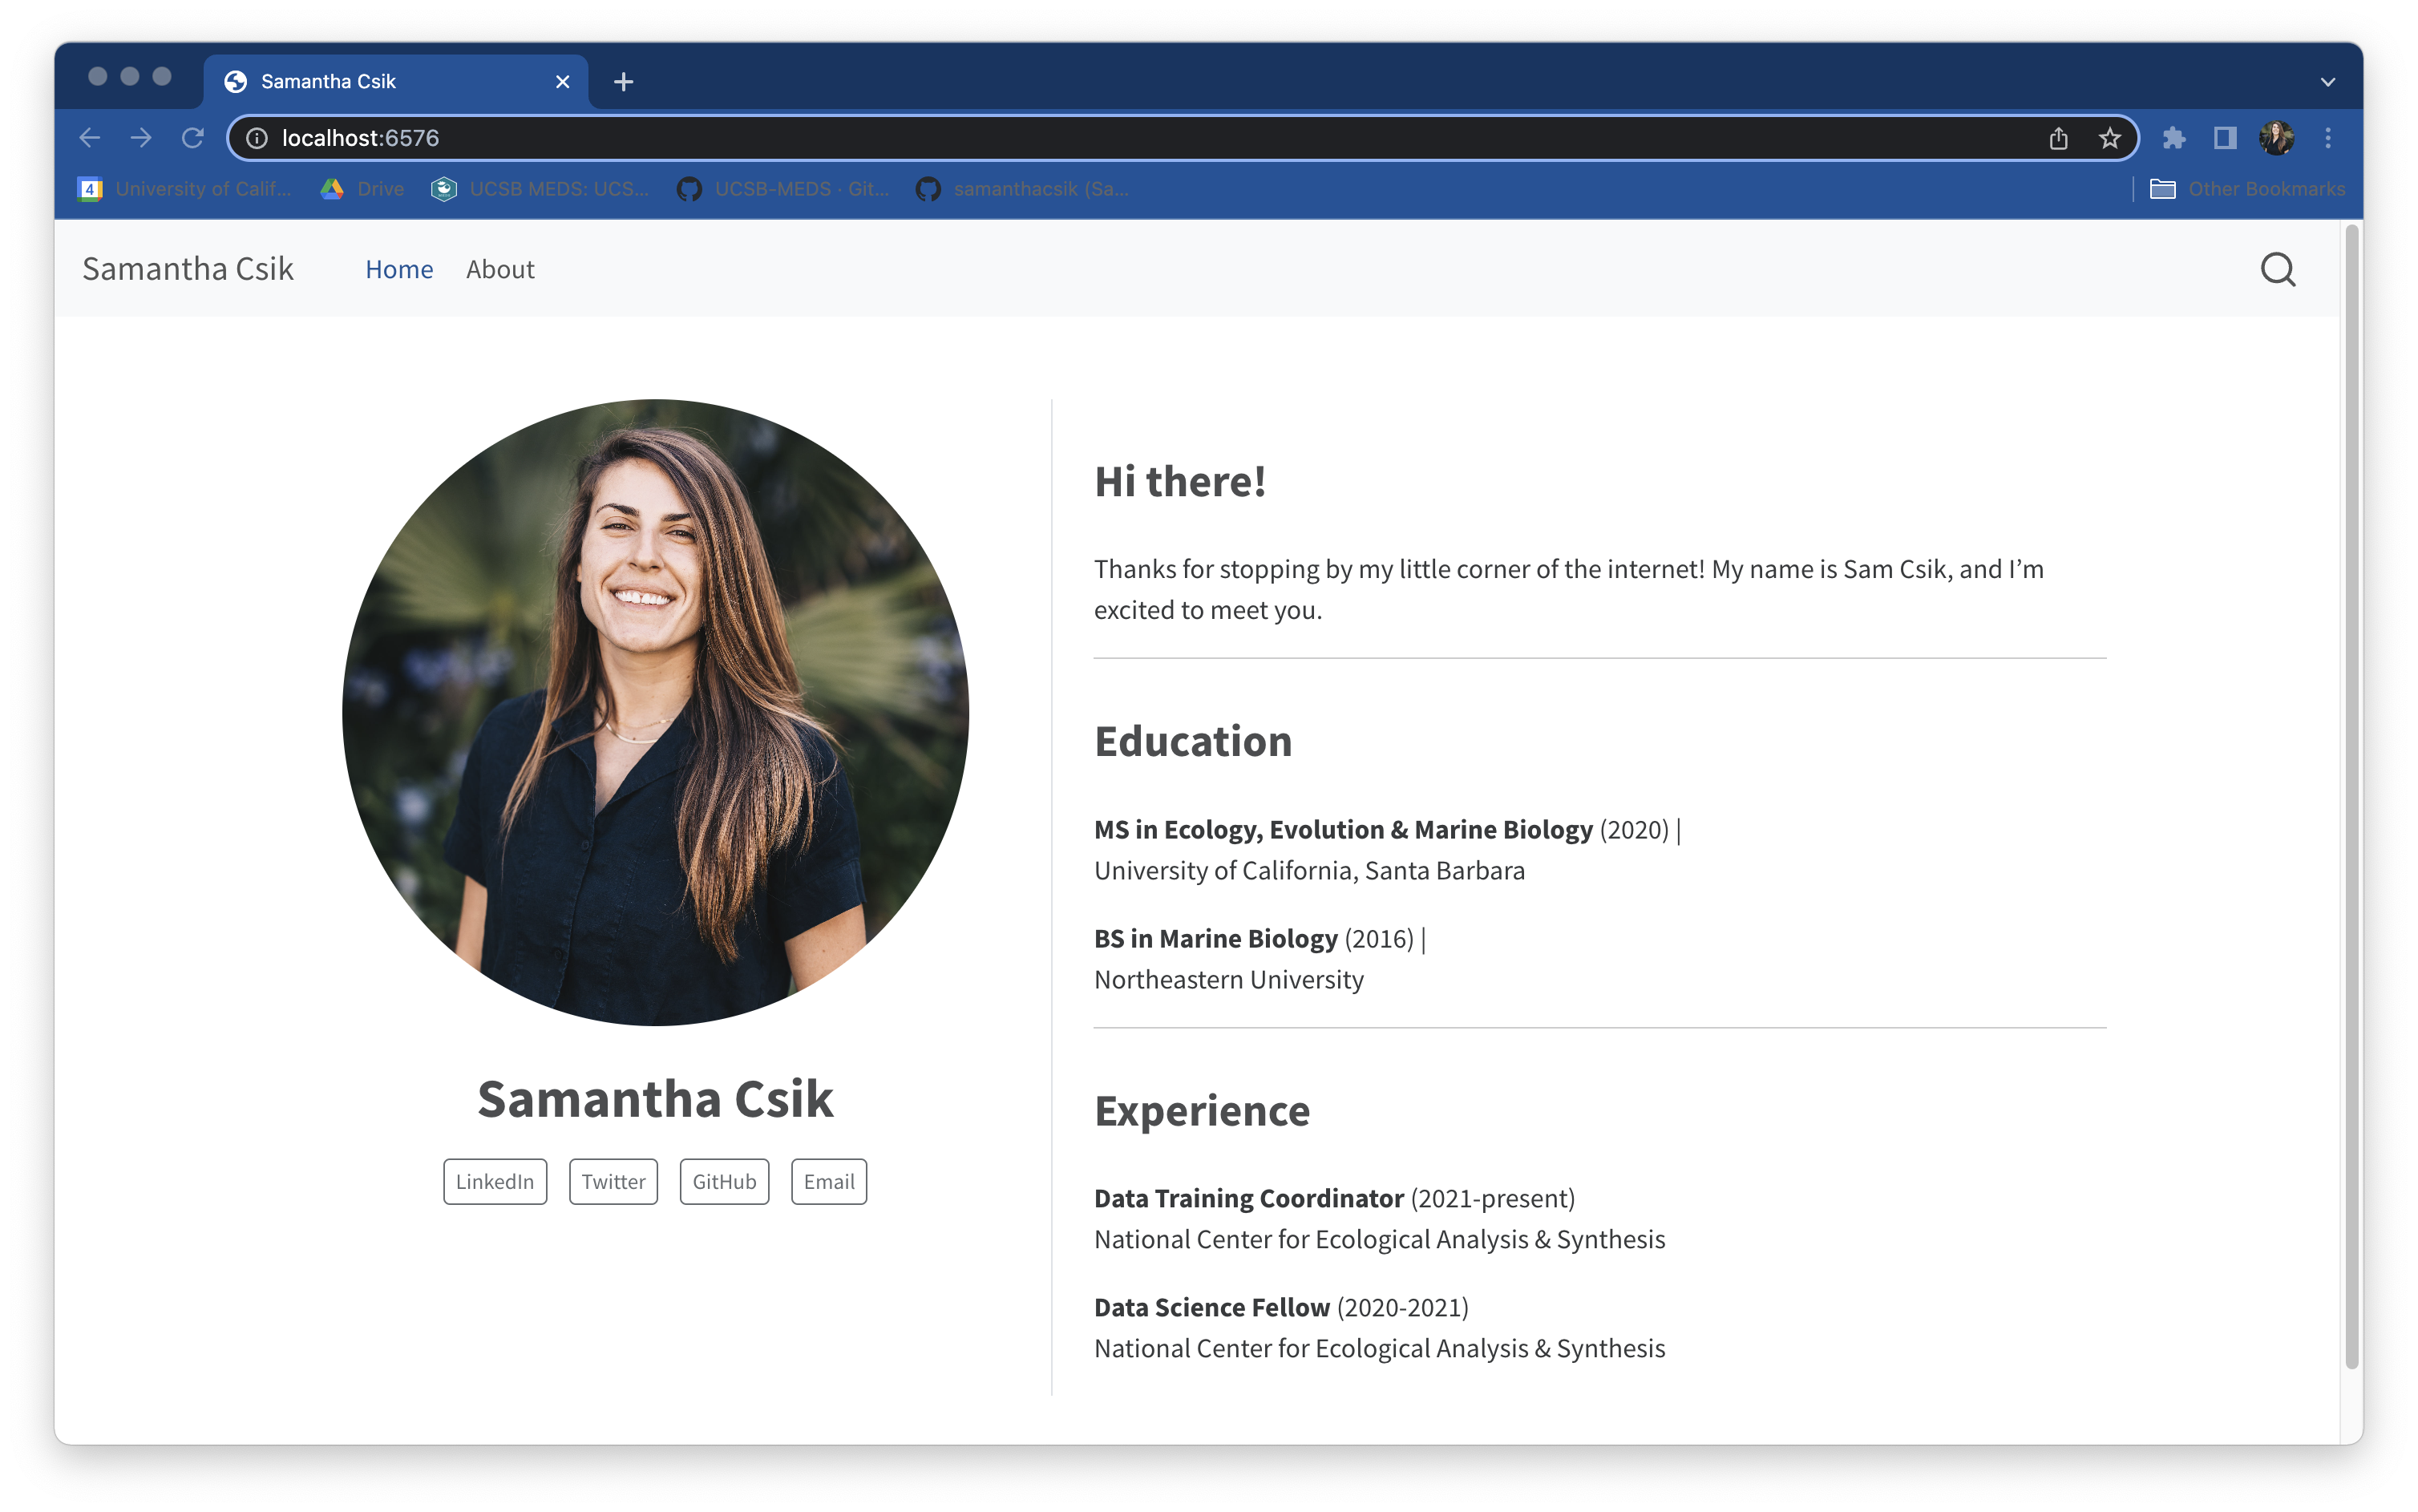 Samantha Csik
localhost:6576
4 University of Calif... Drive UCSB MEDS: UCS... UCSB-MEDS · Git... samanthacsik (Sa... Other Bookmarks
Samantha Csik Home About
Hi there!
Thanks for stopping by my little corner of the internet! My name is Sam Csik, and I’m
excited to meet you.
Education
MS in Ecology, Evolution & Marine Biology (2020) |
University of California, Santa Barbara
BS in Marine Biology (2016) |
Northeastern University
Samantha Csik
LinkedIn Twitter GitHub Email
Experience
Data Training Coordinator (2021-present)
National Center for Ecological Analysis & Synthesis
Data Science Fellow (2020-2021)
National Center for Ecological Analysis & Synthesis